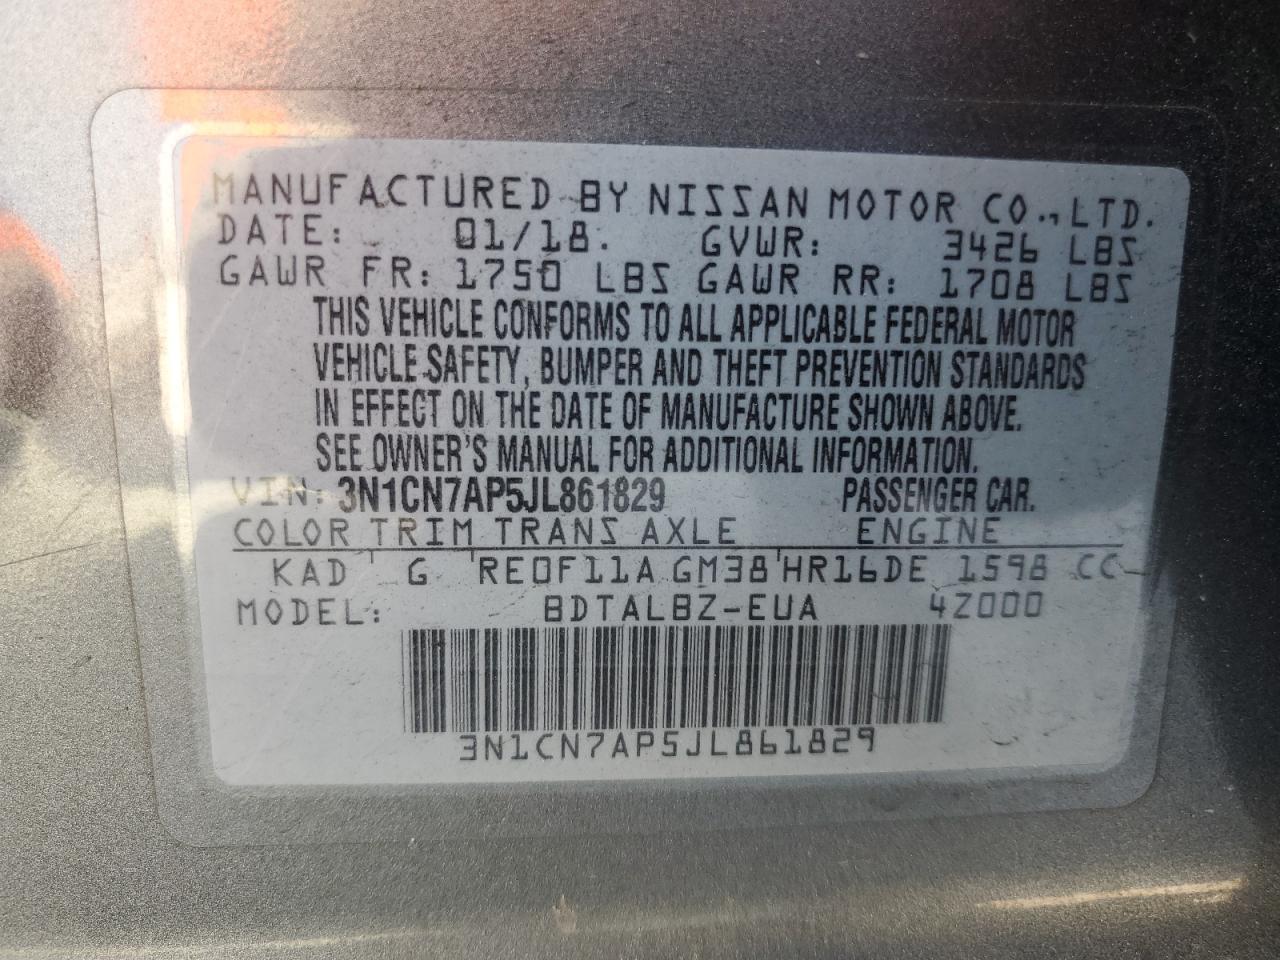 MANUFACTURED BY NISSAN MOTOR CO., LTD.
DATE: 01/18. GVWR: 3426 LBS
GAWR FR: 1750 LBS GAWR RR: 1708 LBS
THIS VEHICLE CONFORMS TO ALL APPLICABLE FEDERAL MOTOR
VEHICLE SAFETY, BUMPER AND THEFT PREVENTION STANDARDS
IN EFFECT ON THE DATE OF MANUFACTURE SHOWN ABOVE.
SEE OWNER'S MANUAL FOR ADDITIONAL INFORMATION.
VIN: 3N1CN7AP5JL861829 PASSENGER CAR.
COLOR TRIM TRANS AXLE ENGINE
KAD G RE0F11A GM38 HR16DE 1598 CC
MODEL: BDTALBZ-EUA 4Z000
3N1CN7AP5JL861829